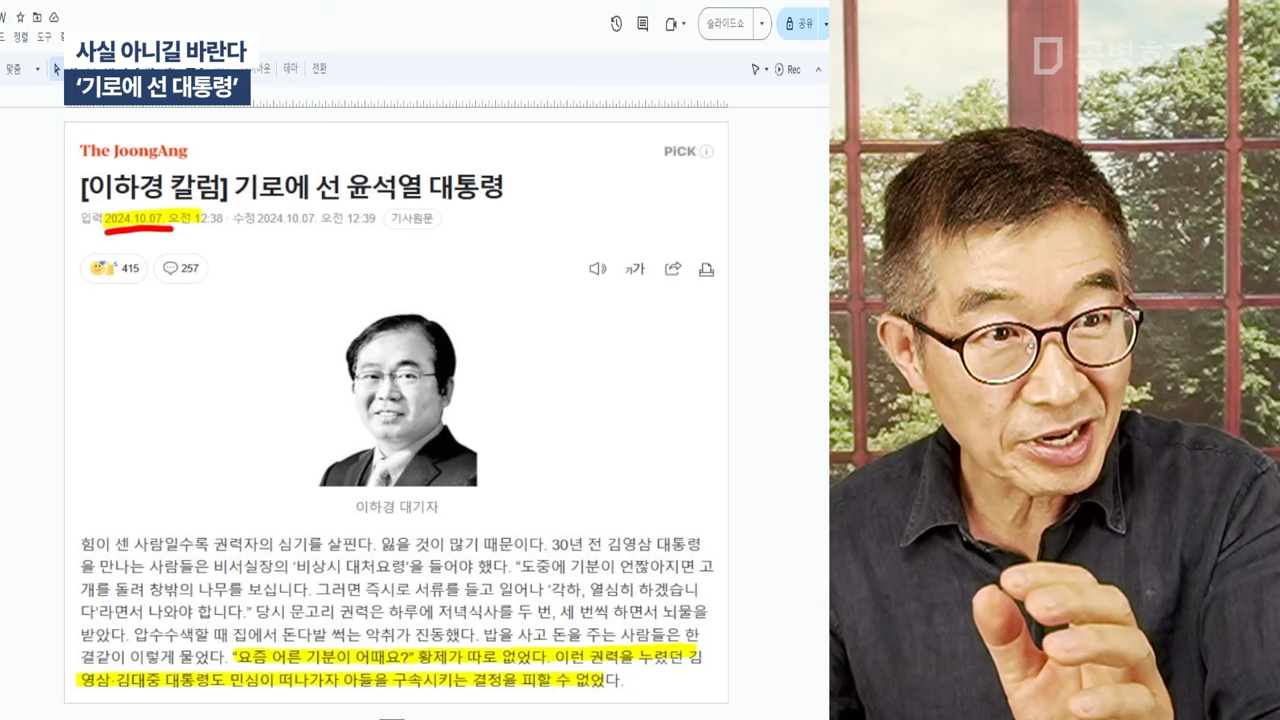 슬라이드쇼
공유
정렬 도구
맞춤
테마
전환
Rec
사실 아니길 바란다
‘기로에 선 대통령’
공병호TV
The JoongAng
PiCK
[이하경 칼럼] 기로에 선 윤석열 대통령
입력 2024.10.07. 오전 12:38 · 수정 2024.10.07. 오전 12:39 기사원문
415
257
가가
이하경 대기자
힘이 센 사람일수록 권력자의 심기를 살핀다. 잃을 것이 많기 때문이다. 30년 전 김영삼 대통령
을 만나는 사람들은 비서실장의 ‘비상시 대처요령’을 들어야 했다. “도중에 기분이 언짢아지면 고
개를 돌려 창밖의 나무를 보십니다. 그러면 즉시로 서류를 들고 일어나 ‘각하, 열심히 하겠습니
다’라면서 나와야 합니다.” 당시 문고리 권력은 하루에 저녁식사를 두 번, 세 번씩 하면서 뇌물을
받았다. 압수수색할 때 집에서 돈다발 썩는 악취가 진동했다. 밥을 사고 돈을 주는 사람들은 한
결같이 이렇게 물었다. “요즘 어른 기분이 어때요?” 황제가 따로 없었다. 이런 권력을 누렸던 김
영삼·김대중 대통령도 민심이 떠나가자 아들을 구속시키는 결정을 피할 수 없었다.